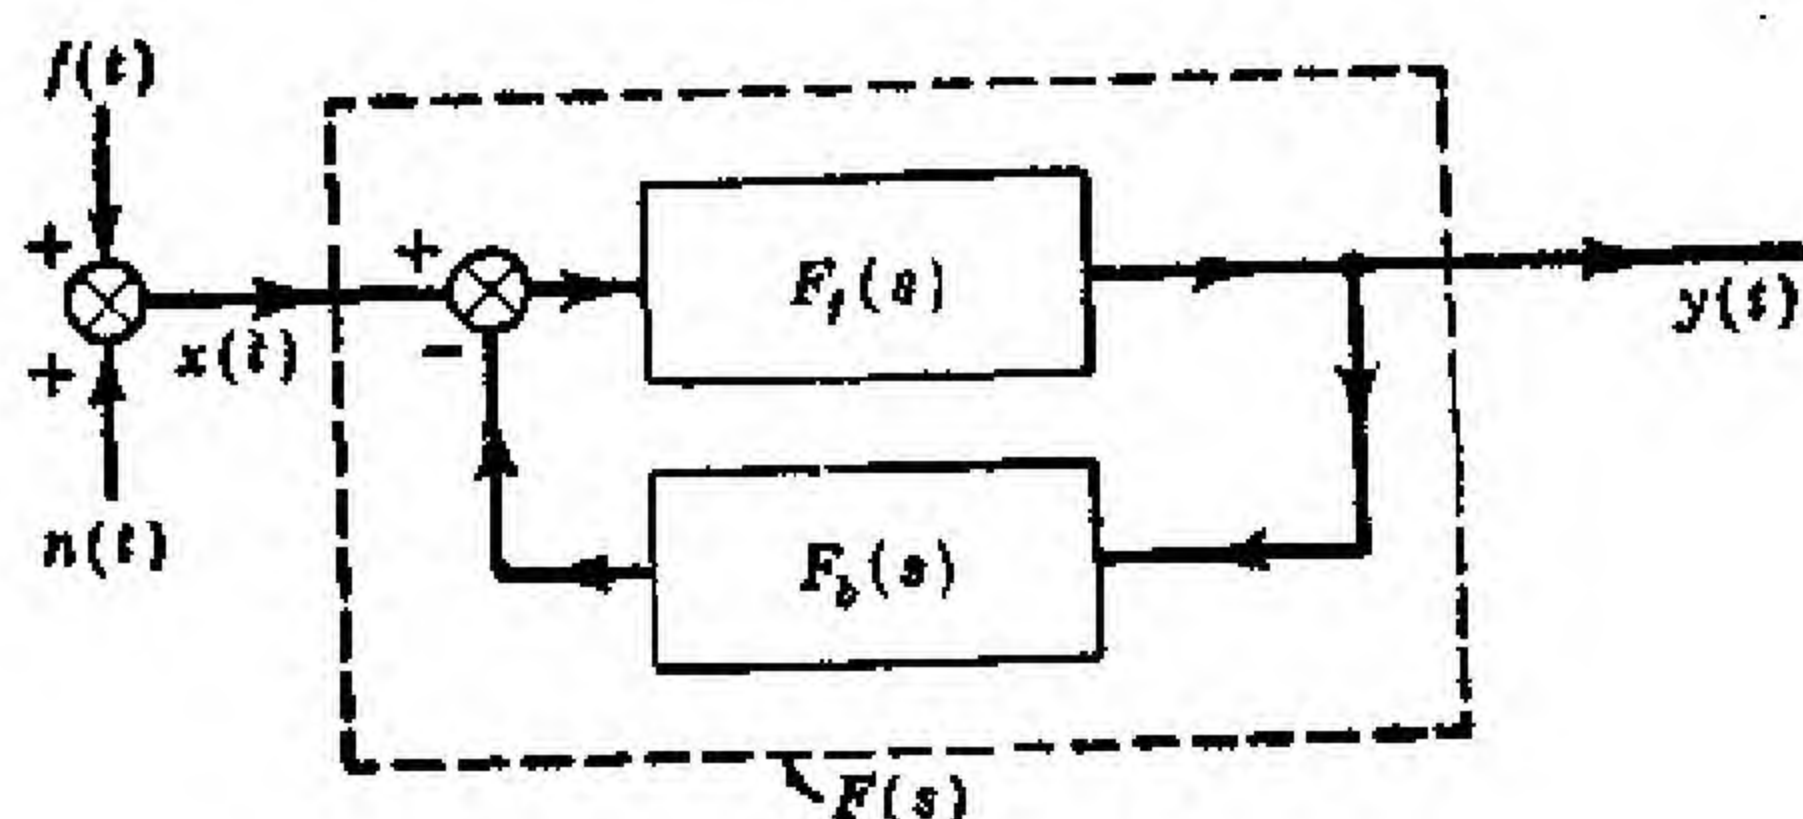 f(t)
+
+
x(t)
n(t)
+
-
F_f(s)
F_b(s)
y(t)
F(s)